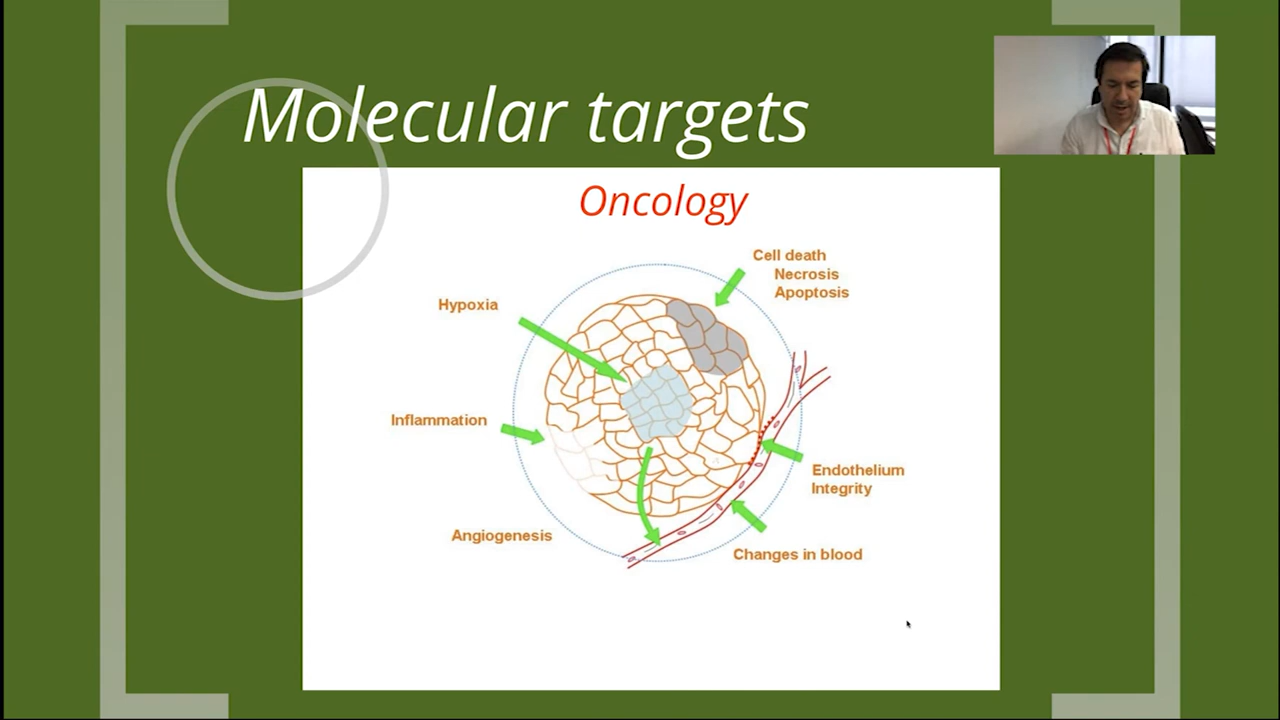 Molecular targets
Oncology
Cell death
Necrosis
Apoptosis
Hypoxia
Inflammation
Endothelium
Integrity
Angiogenesis
Changes in blood